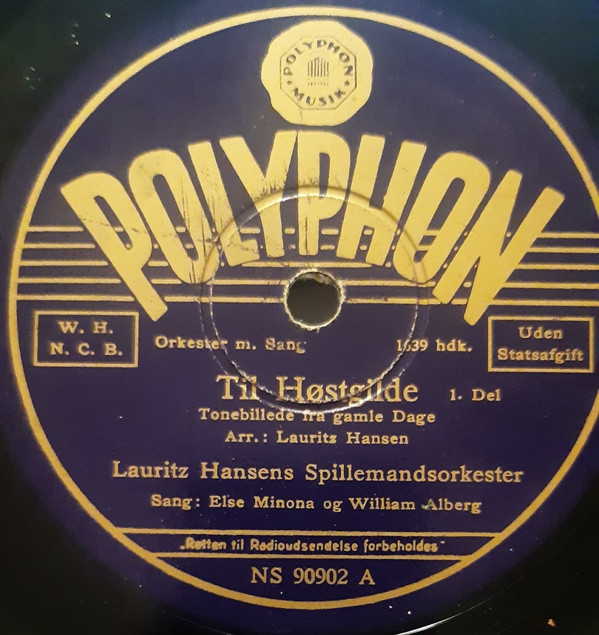 POLYPHON
MUSIK
POLYPHON
W. H.
N. C. B.
Orkester m. Sang
1639 hdk.
Uden
Statsafgift
Til Høstgilde 1. Del
Tonebillede fra gamle Dage
Arr.: Lauritz Hansen
Lauritz Hansens Spillemandsorkester
Sang: Else Minona og William Alberg
„Retten til Radioudsendelse forbeholdes"
NS 90902 A